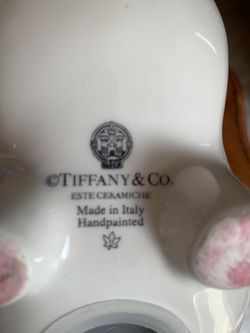 ©TIFFANY & CO.
ESTE CERAMICHE
Made in Italy
Handpainted